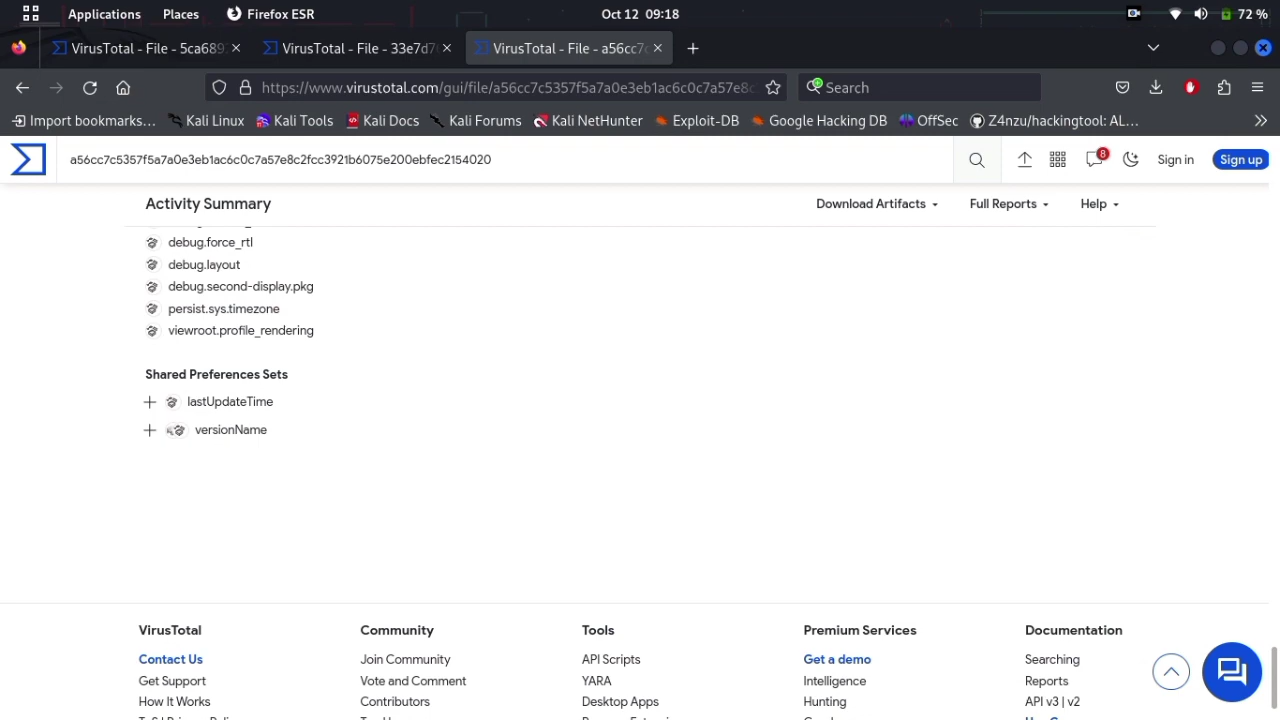 Applications Places Firefox ESR Oct 12 09:18 72 %
VirusTotal - File - 5ca689 VirusTotal - File - 33e7d7 VirusTotal - File - a56cc7c
https://www.virustotal.com/gui/file/a56cc7c5357f5a7a0e3eb1ac6c0c7a57e8c Search
Import bookmarks... Kali Linux Kali Tools Kali Docs Kali Forums Kali NetHunter Exploit-DB Google Hacking DB OffSec Z4nzu/hackingtool: AL...
a56cc7c5357f5a7a0e3eb1ac6c0c7a57e8c2fcc3921b6075e200ebfec2154020 8 Sign in Sign up
Activity Summary Download Artifacts Full Reports Help
debug.force_rtl
debug.layout
debug.second-display.pkg
persist.sys.timezone
viewroot.profile_rendering
Shared Preferences Sets
lastUpdateTime
versionName
VirusTotal Community Tools Premium Services Documentation
Contact Us Join Community API Scripts Get a demo Searching
Get Support Vote and Comment YARA Intelligence Reports
How It Works Contributors Desktop Apps Hunting API v3 | v2